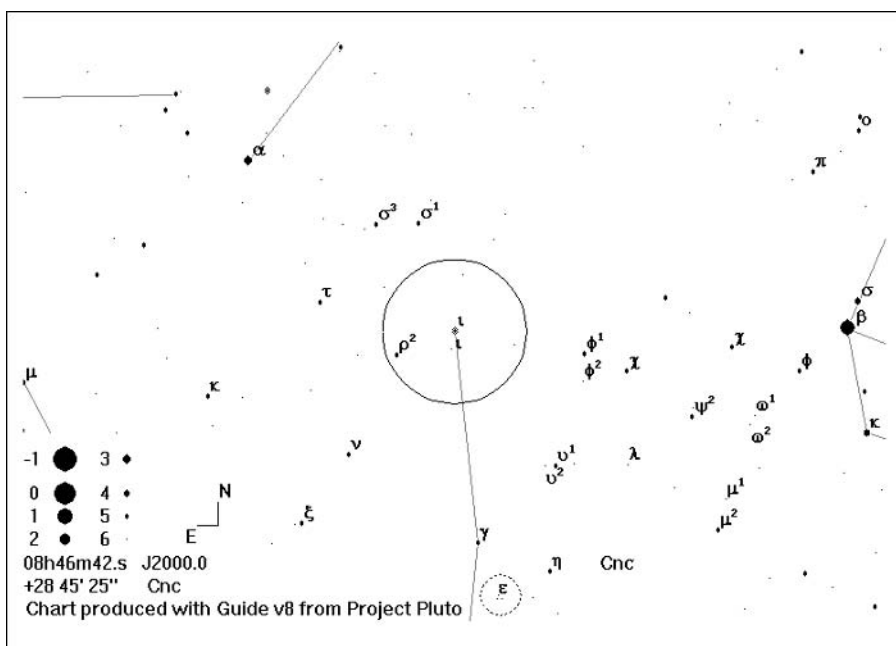 ο
α
π
σ³ σ¹
τ
σ
ι
β
ρ² ι φ¹ χ
φ² χ φ
μ
κ
ψ² ω¹
κ
ω²
ν υ¹ λ
υ²
μ¹
ξ μ²
γ
η Cnc
ε
-1 3
0 4
1 5
2 6
N
E
08h46m42.s J2000.0
+28 45' 25" Cnc
Chart produced with Guide v8 from Project Pluto